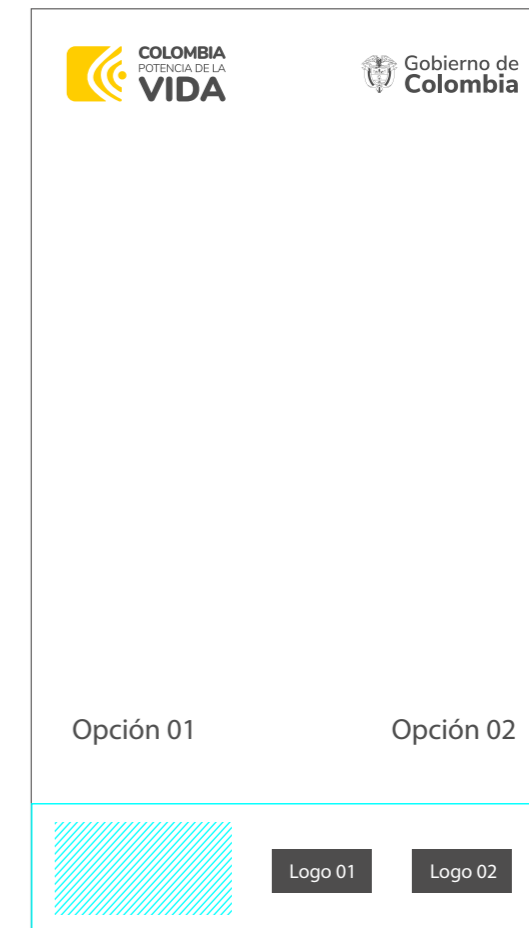 COLOMBIA
POTENCIA DE LA
VIDA
Gobierno de
Colombia
Opción 01
Opción 02
Logo 01
Logo 02